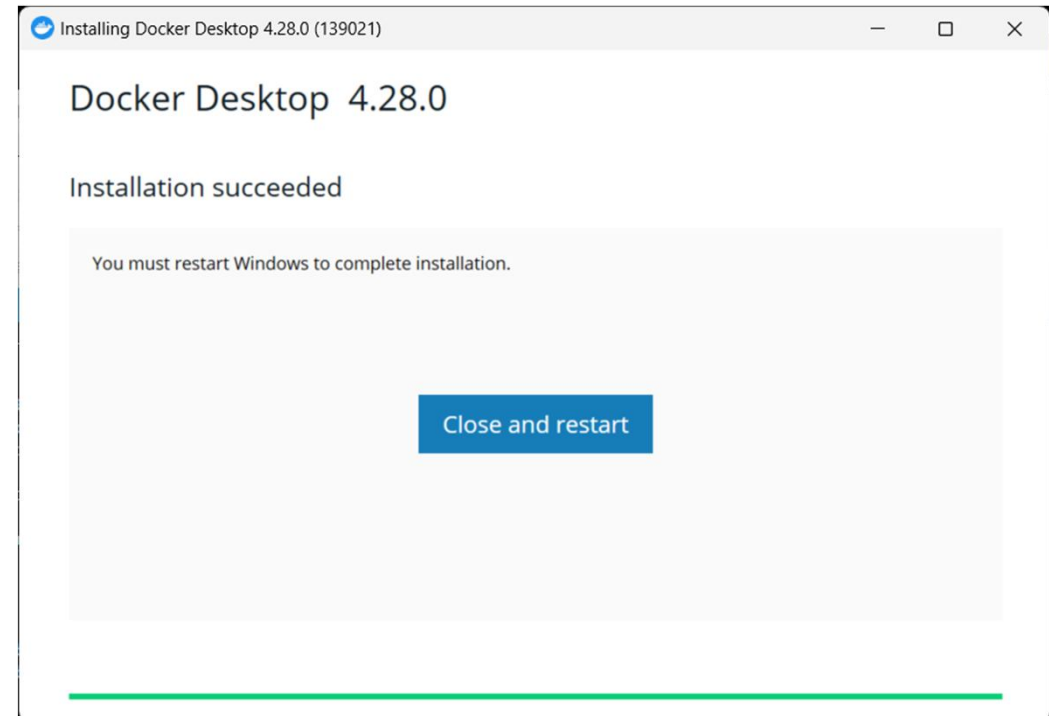 Installing Docker Desktop 4.28.0 (139021)
Docker Desktop 4.28.0
Installation succeeded
You must restart Windows to complete installation.
Close and restart